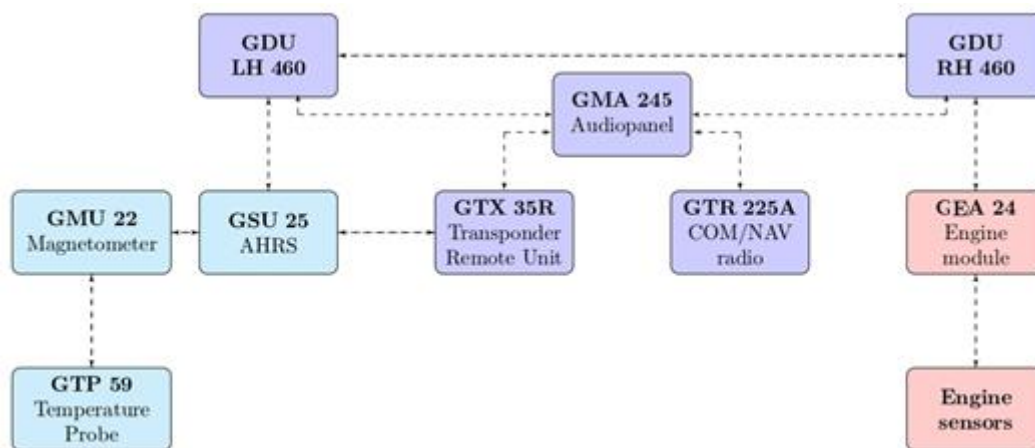 GDU
LH 460
GDU
RH 460
GMA 245
Audiopanel
GMU 22
Magnetometer
GSU 25
AHRS
GTX 35R
Transponder
Remote Unit
GTR 225A
COM/NAV
radio
GEA 24
Engine
module
GTP 59
Temperature
Probe
Engine
sensors